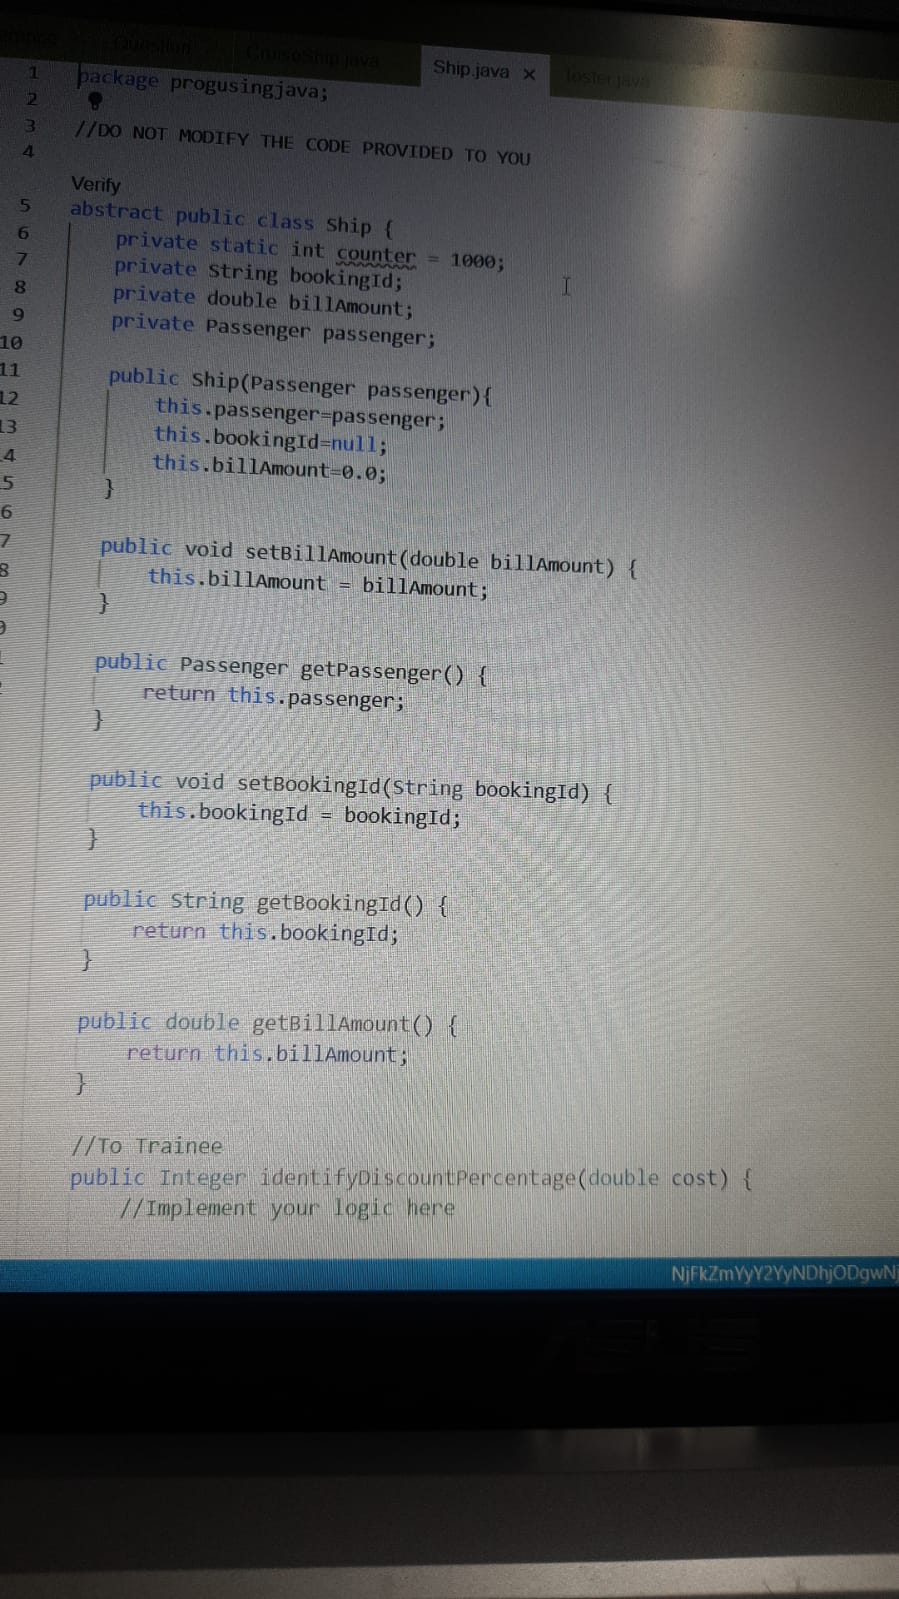 Question CruiseShip.java Ship.java × Tester.java
1 package progusingjava;
2
3 //DO NOT MODIFY THE CODE PROVIDED TO YOU
4
Verify
5 abstract public class Ship {
6 private static int counter = 1000;
7 private String bookingId;
8 private double billAmount;
9 private Passenger passenger;
10
11 public Ship(Passenger passenger){
12 this.passenger=passenger;
13 this.bookingId=null;
4 this.billAmount=0.0;
5 }
6
7 public void setBillAmount(double billAmount) {
8 this.billAmount = billAmount;
9 }
0
public Passenger getPassenger() {
return this.passenger;
}
public void setBookingId(String bookingId) {
this.bookingId = bookingId;
}
public String getBookingId() {
return this.bookingId;
}
public double getBillAmount() {
return this.billAmount;
}
//To Trainee
public Integer identifyDiscountPercentage(double cost) {
//Implement your logic here
NjFkZmYyY2YyNDhjODgwNj